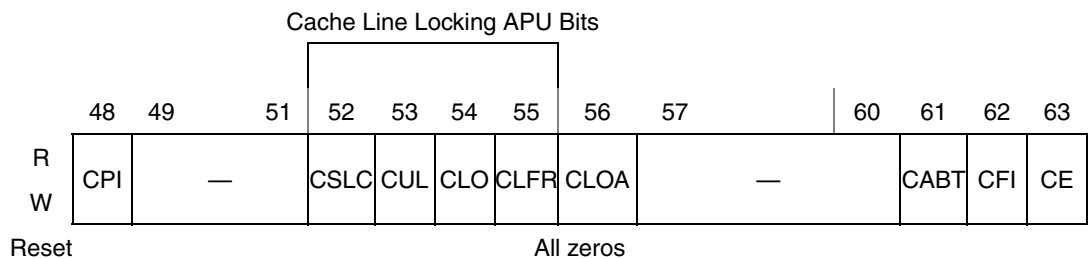 Cache Line Locking APU Bits
48 49 51 52 53 54 55 56 57 60 61 62 63
R
W
CPI — CSLC CUL CLO CLFR CLOA — CABT CFI CE
Reset All zeros